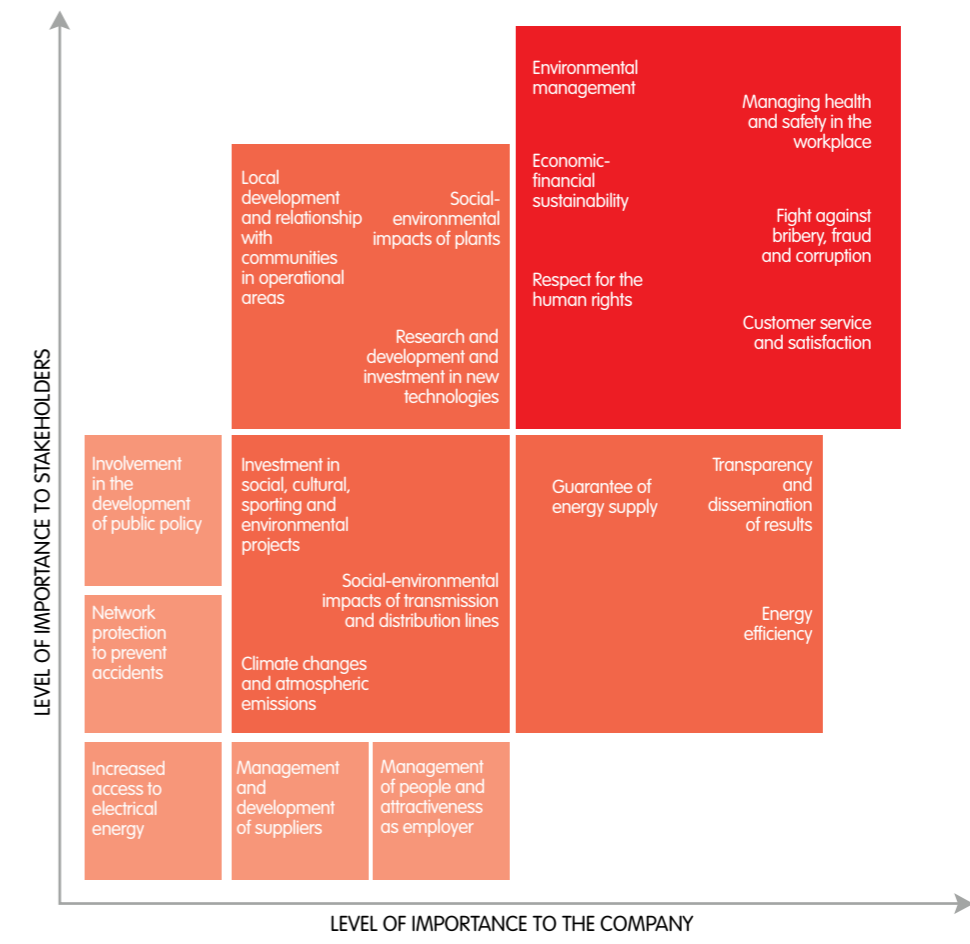 LEVEL OF IMPORTANCE TO STAKEHOLDERS
Environmental
management
Managing health
and safety in the
workplace
Economic-
financial
sustainability
Fight against
bribery, fraud
and corruption
Respect for the
human rights
Customer service
and satisfaction
Local
development
and relationship
with
communities
in operational
areas
Social-
environmental
impacts of plants
Research and
development and
investment in new
technologies
Involvement
in the
development
of public policy
Investment in
social, cultural,
sporting and
environmental
projects
Social-environmental
impacts of transmission
and distribution lines
Climate changes
and atmospheric
emissions
Guarantee of
energy supply
Transparency
and
dissemination
of results
Energy
efficiency
Network
protection
to prevent
accidents
Increased
access to
electrical
energy
Management
and
development
of suppliers
Management
of people and
attractiveness
as employer
LEVEL OF IMPORTANCE TO THE COMPANY